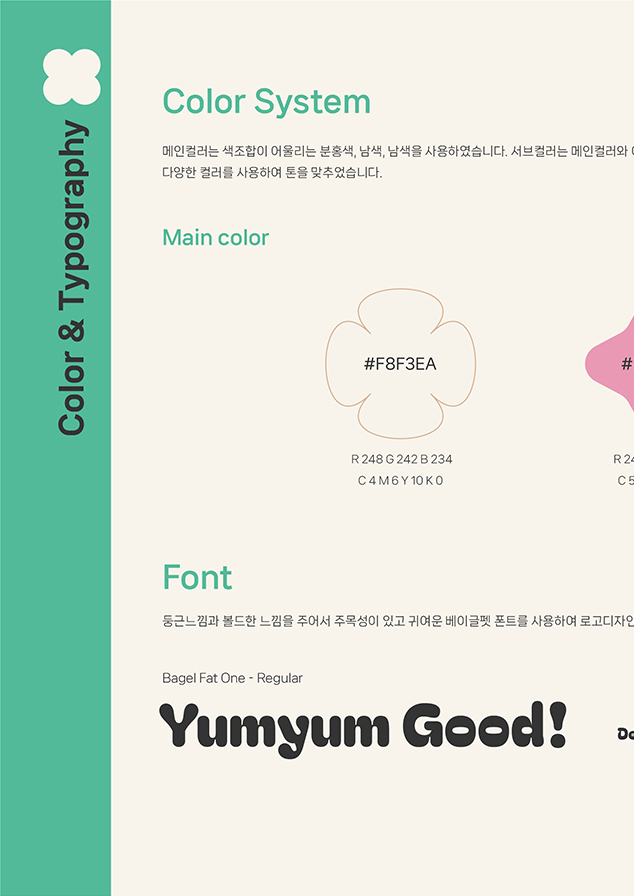 Color & Typography
Color System
메인컬러는 색조합이 어울리는 분홍색, 남색, 남색을 사용하였습니다. 서브컬러는 메인컬러와
다양한 컬러를 사용하여 톤을 맞추었습니다.
Main color
#F8F3EA
#
R 248 G 242 B 234
R 24
C 4 M 6 Y 10 K 0
C 5
Font
둥근느낌과 볼드한 느낌을 주어서 주목성이 있고 귀여운 베이글펫 폰트를 사용하여 로고디자인
Bagel Fat One - Regular
Yumyum Good!